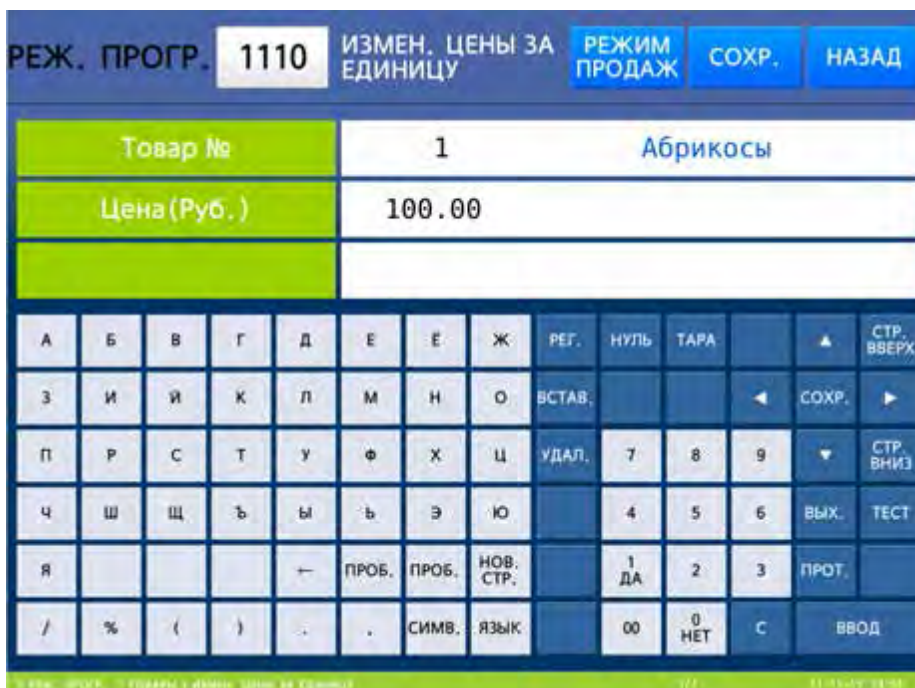 РЕЖ. ПРОГР. 1110 ИЗМЕН. ЦЕНЫ ЗА ЕДИНИЦУ РЕЖИМ ПРОДАЖ СОХР. НАЗАД
Товар № 1 Абрикосы
Цена(Руб.) 100.00
А Б В Г Д Е Ё Ж РЕГ. НУЛЬ ТАРА ▲ СТР. ВВЕРХ
З И Й К Л М Н О ВСТАВ. ◀ СОХР. ▶
П Р С Т У Ф Х Ц УДАЛ. 7 8 9 ▼ СТР. ВНИЗ
Ч Ш Щ Ъ Ы Ь Э Ю 4 5 6 ВЫХ. ТЕСТ
Я ← ПРОБ. ПРОБ. НОВ. СТР. 1 ДА 2 3 ПРОТ.
/ % ( ) . , СИМВ. ЯЗЫК 00 0 НЕТ C ВВОД